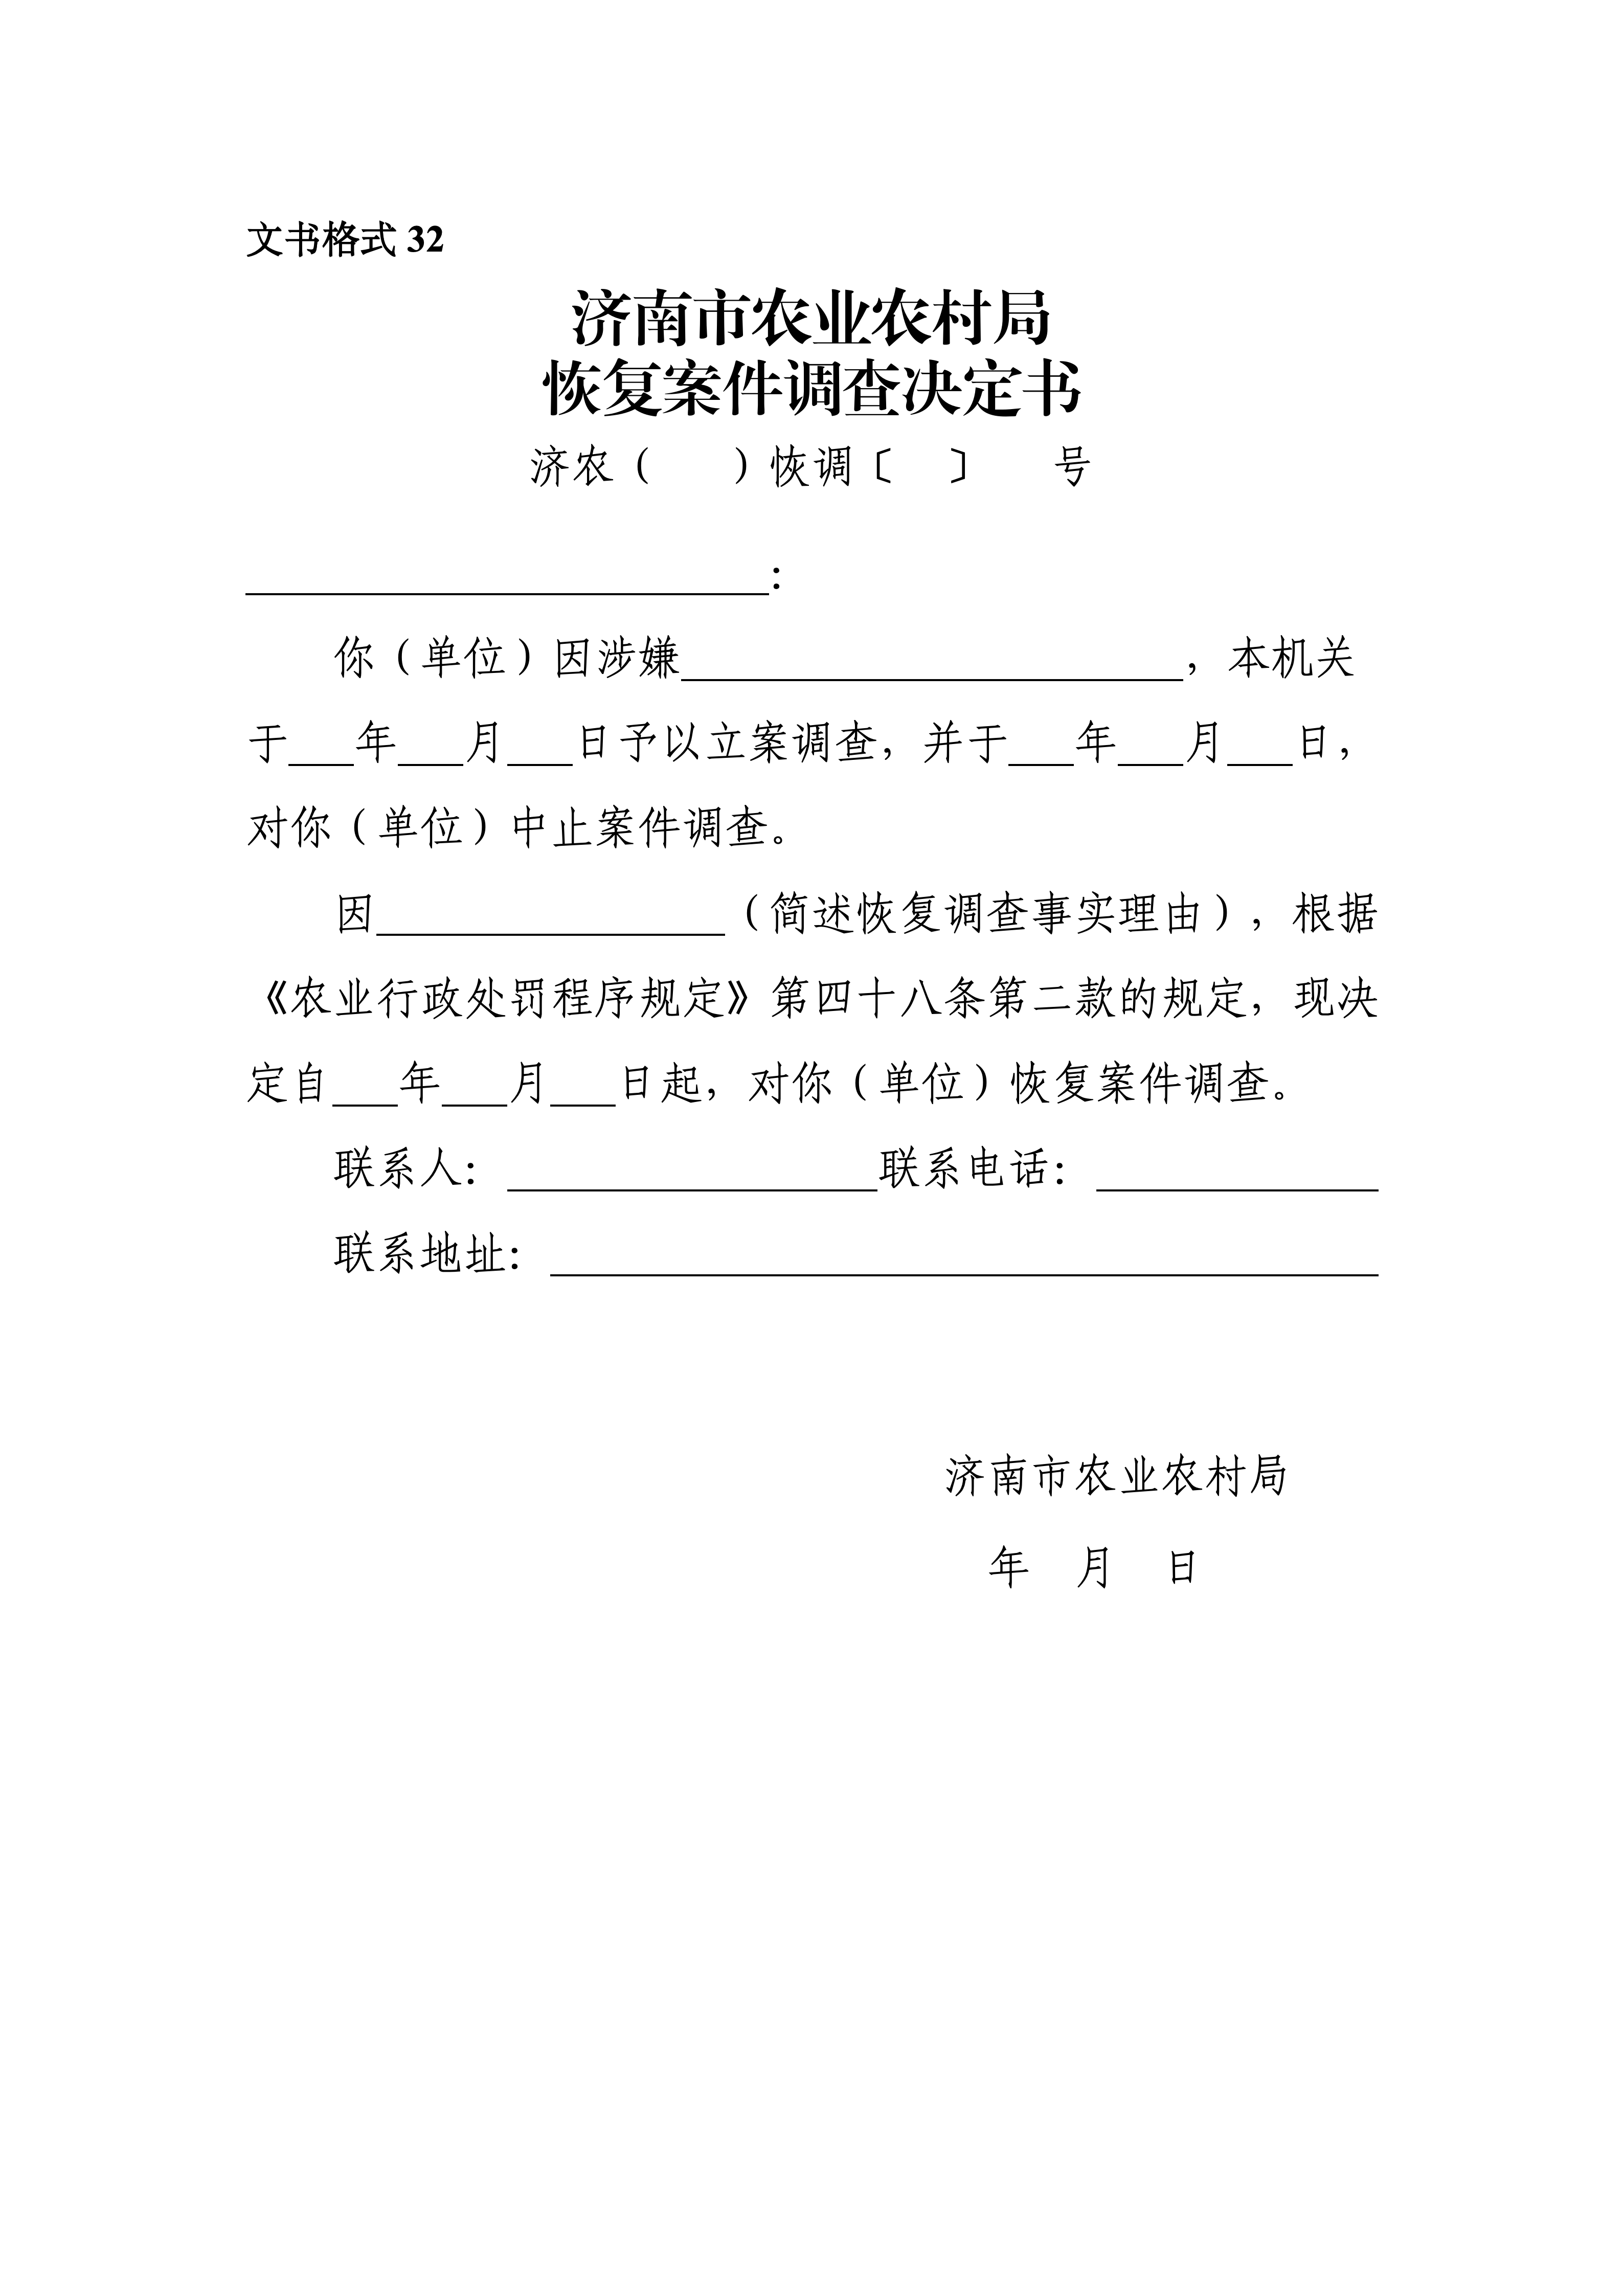 文书格式 32
济南市农业农村局
恢复案件调查决定书
济农（　　）恢调〔　〕　　号
________________________：
你（单位）因涉嫌_______________________，本机关
于___年___月___日予以立案调查，并于___年___月___日，
对你（单位）中止案件调查。
因________________（简述恢复调查事实理由），根据
《农业行政处罚程序规定》第四十八条第二款的规定，现决
定自___年___月___日起，对你（单位）恢复案件调查。
联系人：_________________联系电话：_____________
联系地址：______________________________________
济南市农业农村局
年　月　日